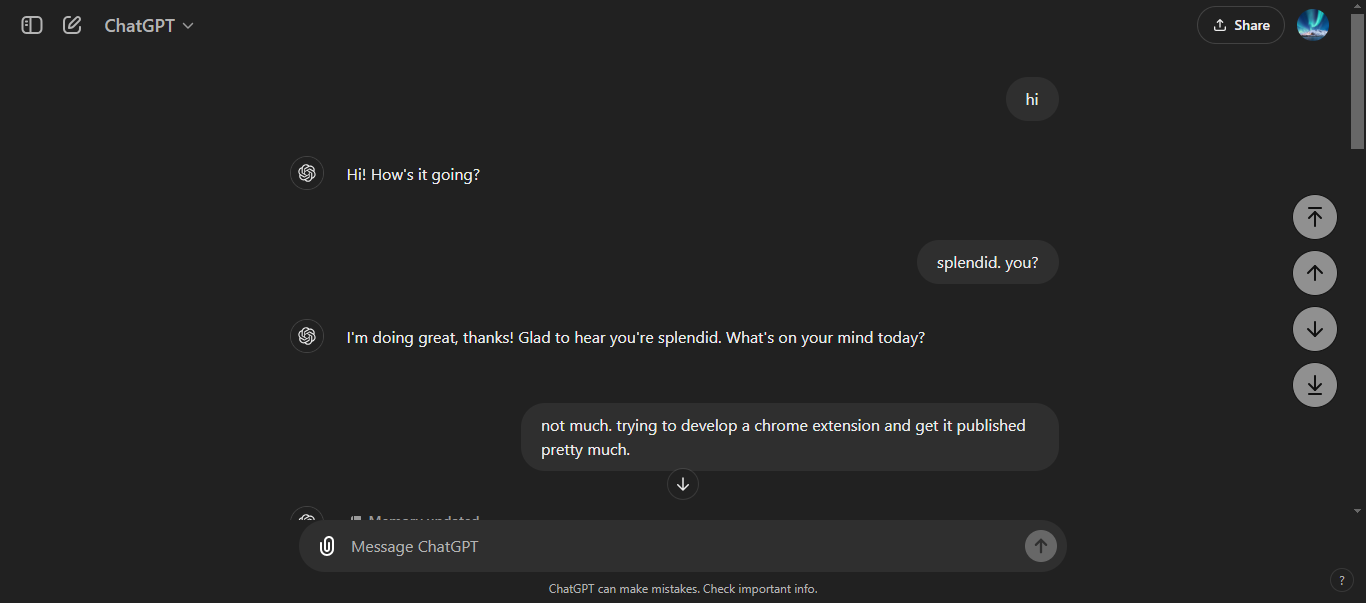 ChatGPT
Share
hi
Hi! How's it going?
splendid. you?
I'm doing great, thanks! Glad to hear you're splendid. What's on your mind today?
not much. trying to develop a chrome extension and get it published
pretty much.
Memory updated
Message ChatGPT
ChatGPT can make mistakes. Check important info.
?